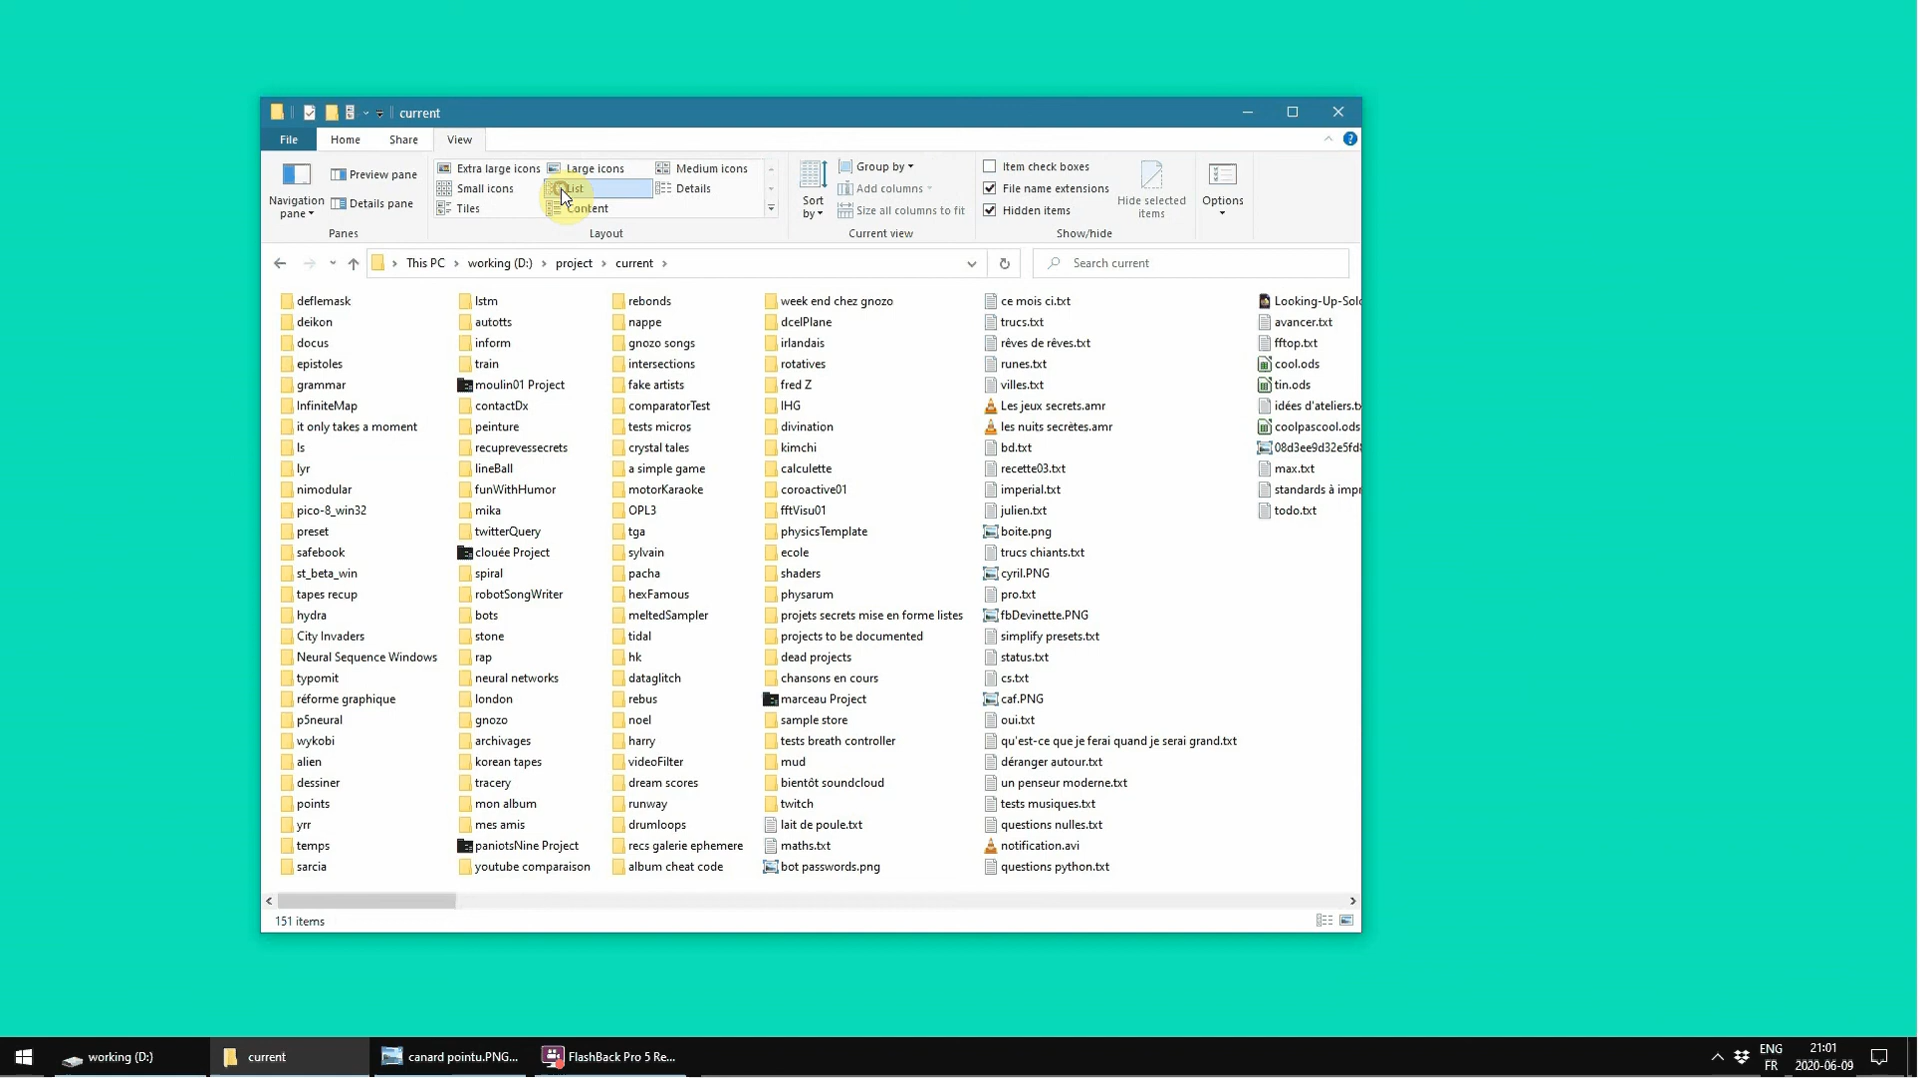 current
File Home Share View
Extra large icons Large icons Medium icons
Small icons List Details
Tiles Content
Preview pane
Details pane
Navigation pane
Panes
Layout
Sort by
Group by
Add columns
Size all columns to fit
Current view
Item check boxes
File name extensions
Hidden items
Hide selected items
Show/hide
Options
This PC working (D:) project current
Search current
deflemask
deikon
docus
epistoles
grammar
InfiniteMap
it only takes a moment
ls
lyr
nimodular
pico-8_win32
preset
safebook
st_beta_win
tapes recup
hydra
City Invaders
Neural Sequence Windows
typomit
réforme graphique
p5neural
wykobi
alien
dessiner
points
yrr
temps
sarcia
lstm
autotts
inform
train
moulin01 Project
contactDx
peinture
recuprevessecrets
lineBall
funWithHumor
mika
twitterQuery
clouée Project
spiral
robotSongWriter
bots
stone
rap
neural networks
london
gnozo
archivages
korean tapes
tracery
mon album
mes amis
paniotsNine Project
youtube comparaison
rebonds
nappe
gnozo songs
intersections
fake artists
comparatorTest
tests micros
crystal tales
a simple game
motorKaraoke
OPL3
tga
sylvain
pacha
hexFamous
meltedSampler
tidal
hk
dataglitch
rebus
noel
harry
videoFilter
dream scores
runway
drumloops
recs galerie ephemere
album cheat code
week end chez gnozo
dcelPlane
irlandais
rotatives
fred Z
IHG
division
kimchi
calculette
coroactive01
fftVisu01
physicsTemplate
ecole
shaders
physarum
projets secrets mise en forme listes
projects to be documented
dead projects
chansons en cours
marceau Project
sample store
tests breath controller
mud
bientôt soundcloud
twitch
lait de poule.txt
maths.txt
bot passwords.png
ce mois ci.txt
trucs.txt
rêves de rêves.txt
runes.txt
villes.txt
Les jeux secrets.amr
les nuits secrètes.amr
bd.txt
recette03.txt
imperial.txt
julien.txt
boite.png
trucs chiants.txt
cyril.PNG
pro.txt
fbDevinette.PNG
simplify presets.txt
status.txt
cs.txt
caf.PNG
oui.txt
qu'est-ce que je ferai quand je serai grand.txt
déranger autour.txt
un penseur moderne.txt
tests musiques.txt
questions nulles.txt
notification.avi
questions python.txt
Looking-Up-Solo
avancer.txt
fftop.txt
cool.ods
tin.ods
idées d'ateliers.tx
coolpascool.ods
08d3ee9d32e5fd8
max.txt
standards à impr
todo.txt
151 items
working (D:) current canard pointu.PNG... FlashBack Pro 5 Re...
ENG
FR
21:01
2020-06-09